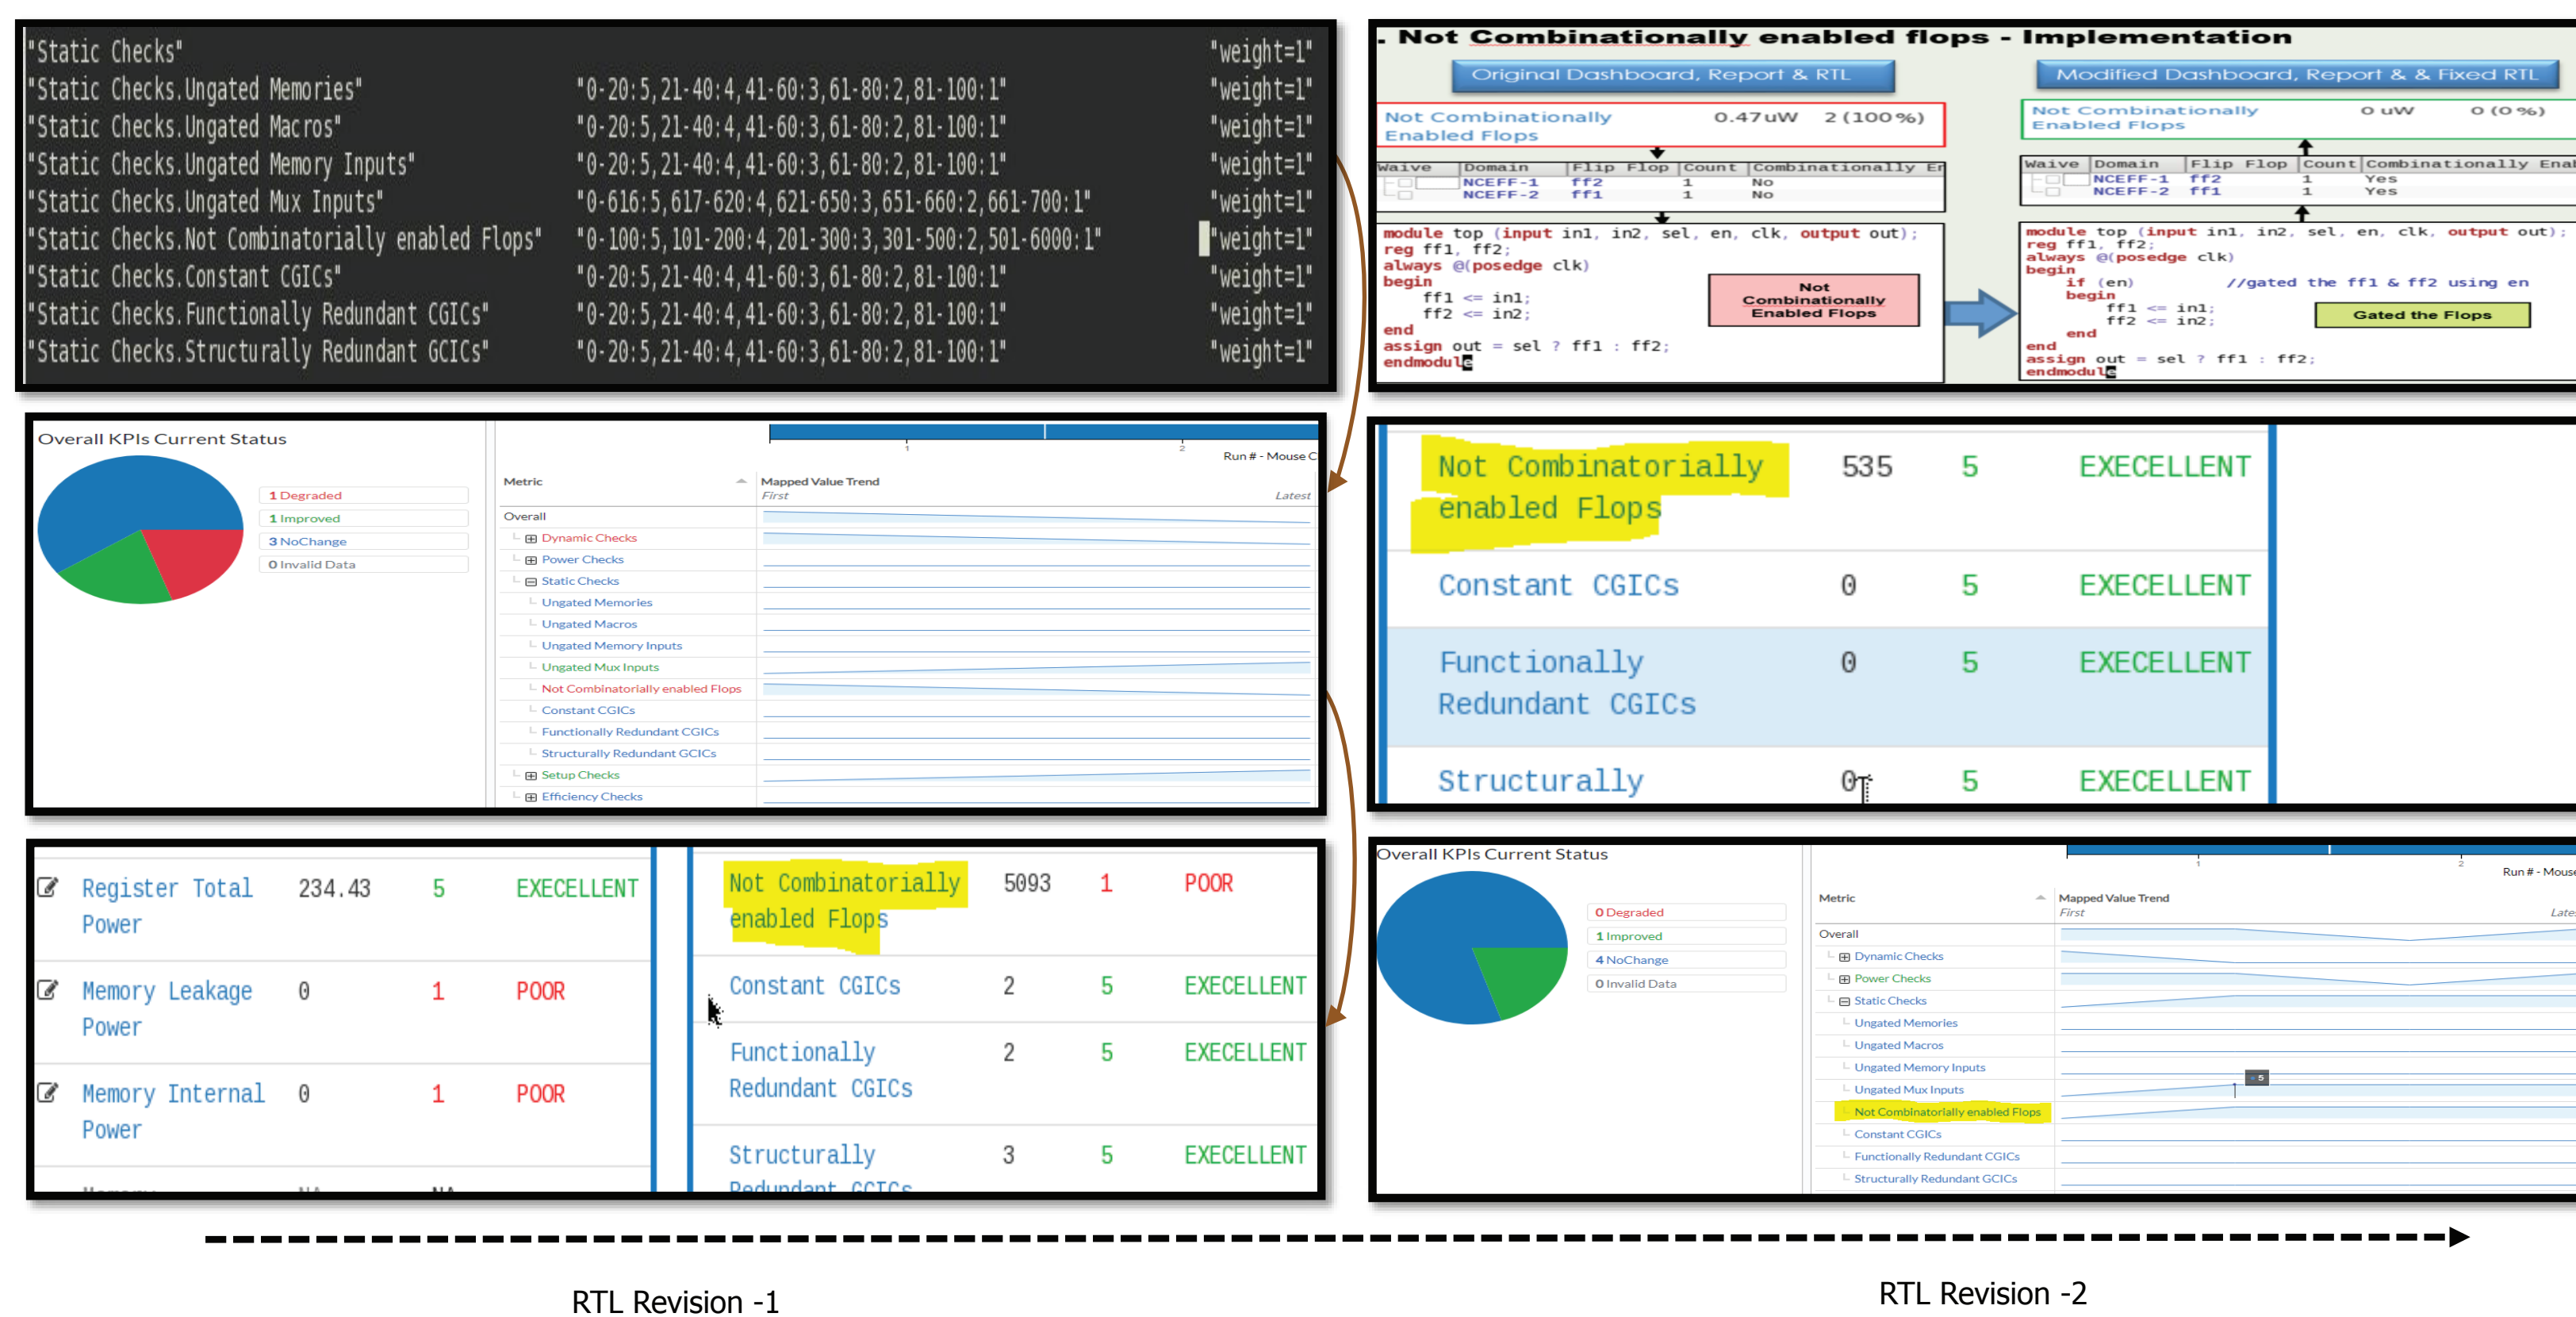 "Static Checks" "weight=1"
"Static Checks.Ungated Memories" "0-20:5,21-40:4,41-60:3,61-80:2,81-100:1" "weight=1"
"Static Checks.Ungated Macros" "0-20:5,21-40:4,41-60:3,61-80:2,81-100:1" "weight=1"
"Static Checks.Ungated Memory Inputs" "0-20:5,21-40:4,41-60:3,61-80:2,81-100:1" "weight=1"
"Static Checks.Ungated Mux Inputs" "0-616:5,617-620:4,621-650:3,651-660:2,661-700:1" "weight=1"
"Static Checks.Not Combinatorially enabled Flops" "0-100:5,101-200:4,201-300:3,301-500:2,501-6000:1" "weight=1"
"Static Checks.Constant CGICs" "0-20:5,21-40:4,41-60:3,61-80:2,81-100:1" "weight=1"
"Static Checks.Functionally Redundant CGICs" "0-20:5,21-40:4,41-60:3,61-80:2,81-100:1" "weight=1"
"Static Checks.Structurally Redundant GCICs" "0-20:5,21-40:4,41-60:3,61-80:2,81-100:1" "weight=1"
Overall KPIs Current Status
1 Degraded
1 Improved
3 NoChange
0 Invalid Data
1 2
Run # - Mouse C
Metric Mapped Value Trend
First Latest
Overall
Dynamic Checks
Power Checks
Static Checks
Ungated Memories
Ungated Macros
Ungated Memory Inputs
Ungated Mux Inputs
Not Combinatorially enabled Flops
Constant CGICs
Functionally Redundant CGICs
Structurally Redundant GCICs
Setup Checks
Efficiency Checks
Register Total 234.43 5 EXECELLENT
Power
Memory Leakage 0 1 POOR
Power
Memory Internal 0 1 POOR
Power
Not Combinatorially 5093 1 POOR
enabled Flops
Constant CGICs 2 5 EXECELLENT
Functionally 2 5 EXECELLENT
Redundant CGICs
Structurally 3 5 EXECELLENT
Redundant GCICs
. Not Combinationally enabled flops - Implementation
Original Dashboard, Report & RTL
Not Combinationally 0.47uW 2 (100%)
Enabled Flops
Waive Domain Flip Flop Count Combinationally Er
NCEFF-1 ff2 1 No
NCEFF-2 ff1 1 No
module top (input in1, in2, sel, en, clk, output out);
reg ff1, ff2;
always @(posedge clk)
begin
ff1 <= in1;
ff2 <= in2;
end
assign out = sel ? ff1 : ff2;
endmodule
Not
Combinationally
Enabled Flops
Modified Dashboard, Report & & Fixed RTL
Not Combinationally 0 uW 0 (0%)
Enabled Flops
Waive Domain Flip Flop Count Combinationally Enab
NCEFF-1 ff2 1 Yes
NCEFF-2 ff1 1 Yes
module top (input in1, in2, sel, en, clk, output out);
reg ff1, ff2;
always @(posedge clk)
begin
if (en) //gated the ff1 & ff2 using en
begin
ff1 <= in1;
ff2 <= in2;
end
end
assign out = sel ? ff1 : ff2;
endmodule
Gated the Flops
Not Combinatorially 535 5 EXECELLENT
enabled Flops
Constant CGICs 0 5 EXECELLENT
Functionally 0 5 EXECELLENT
Redundant CGICs
Structurally 0 5 EXECELLENT
Overall KPIs Current Status
0 Degraded
1 Improved
4 NoChange
0 Invalid Data
1 2
Run # - Mouse
Metric Mapped Value Trend
First Lates
Overall
Dynamic Checks
Power Checks
Static Checks
Ungated Memories
Ungated Macros
Ungated Memory Inputs
5
Ungated Mux Inputs
Not Combinatorially enabled Flops
Constant CGICs
Functionally Redundant CGICs
Structurally Redundant GCICs
RTL Revision -1
RTL Revision -2